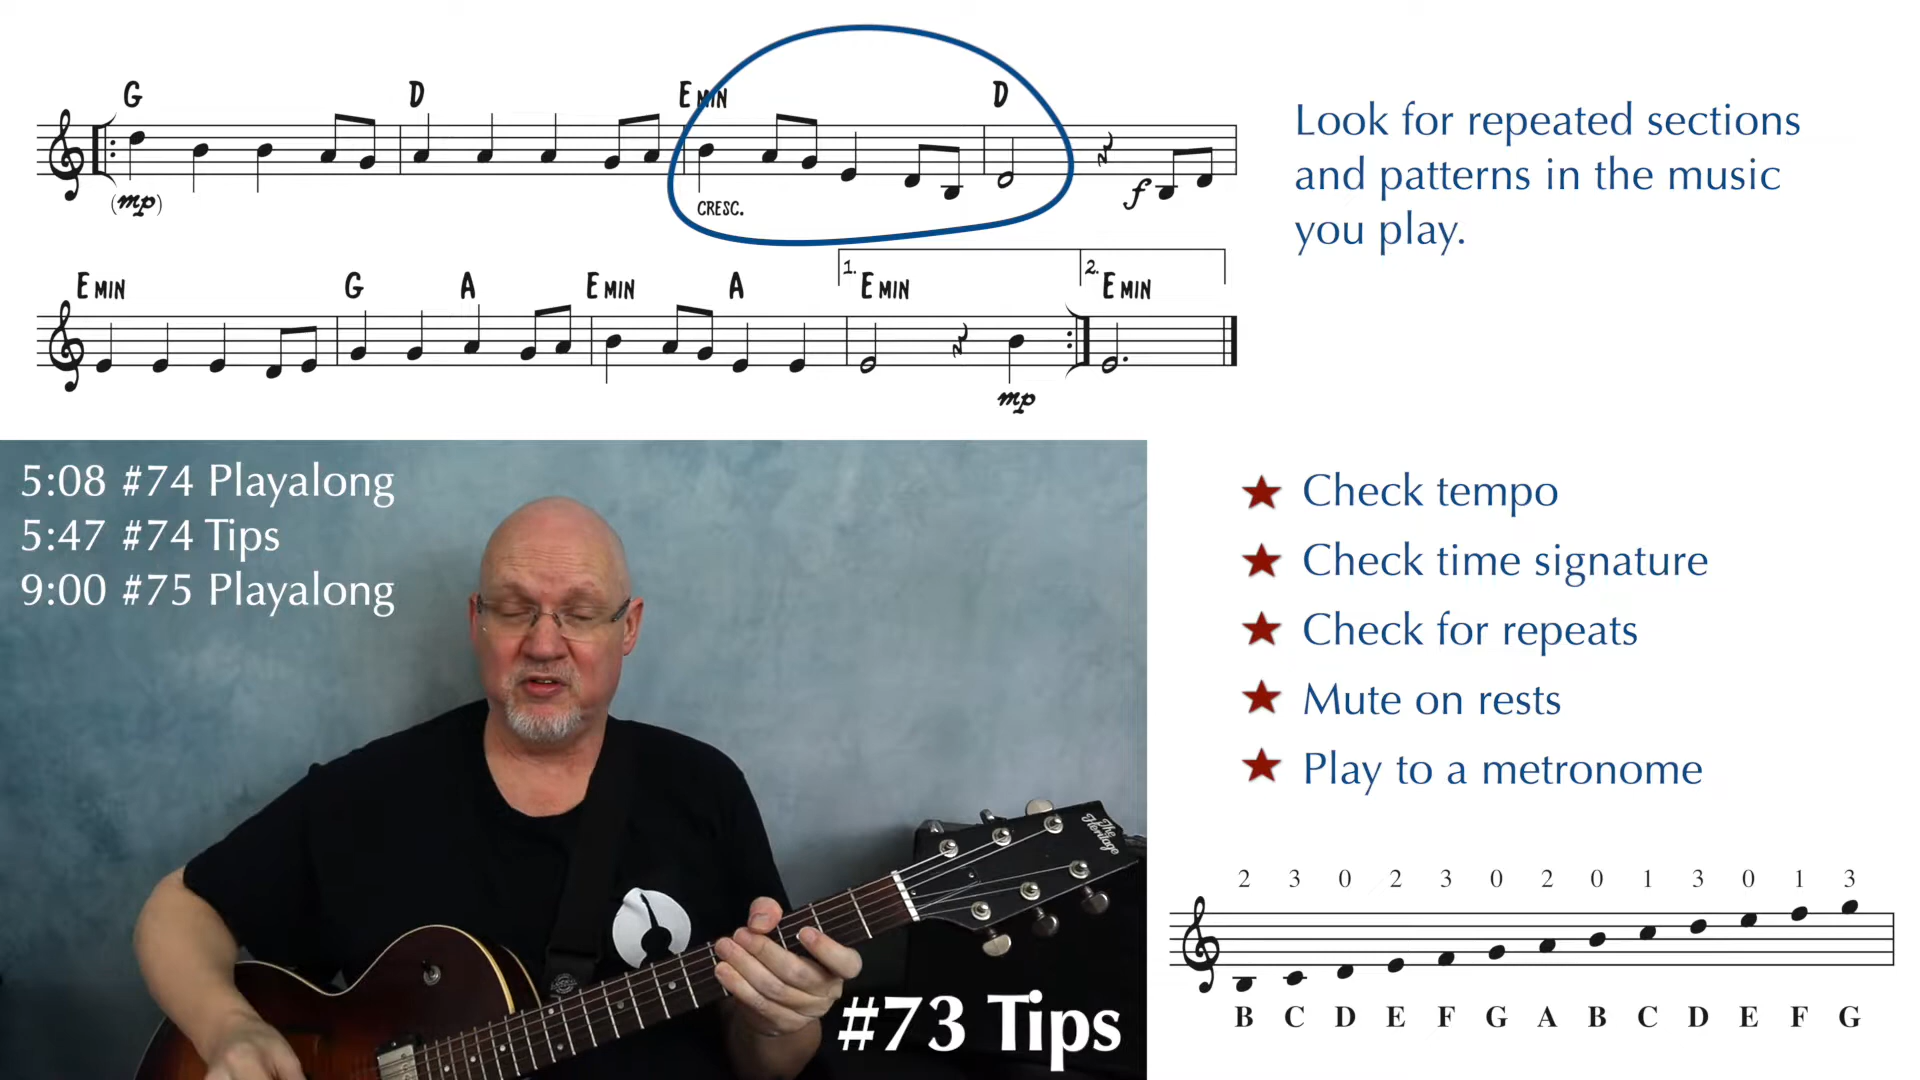 G D E MIN D
(mp) CRESC. f
Look for repeated sections
and patterns in the music
you play.
E MIN G A E MIN A 1. E MIN 2. E MIN
mp
5:08 #74 Playalong
5:47 #74 Tips
9:00 #75 Playalong
Check tempo
Check time signature
Check for repeats
Mute on rests
Play to a metronome
The Heritage
#73 Tips
2 3 0 2 3 0 2 0 1 3 0 1 3
B C D E F G A B C D E F G